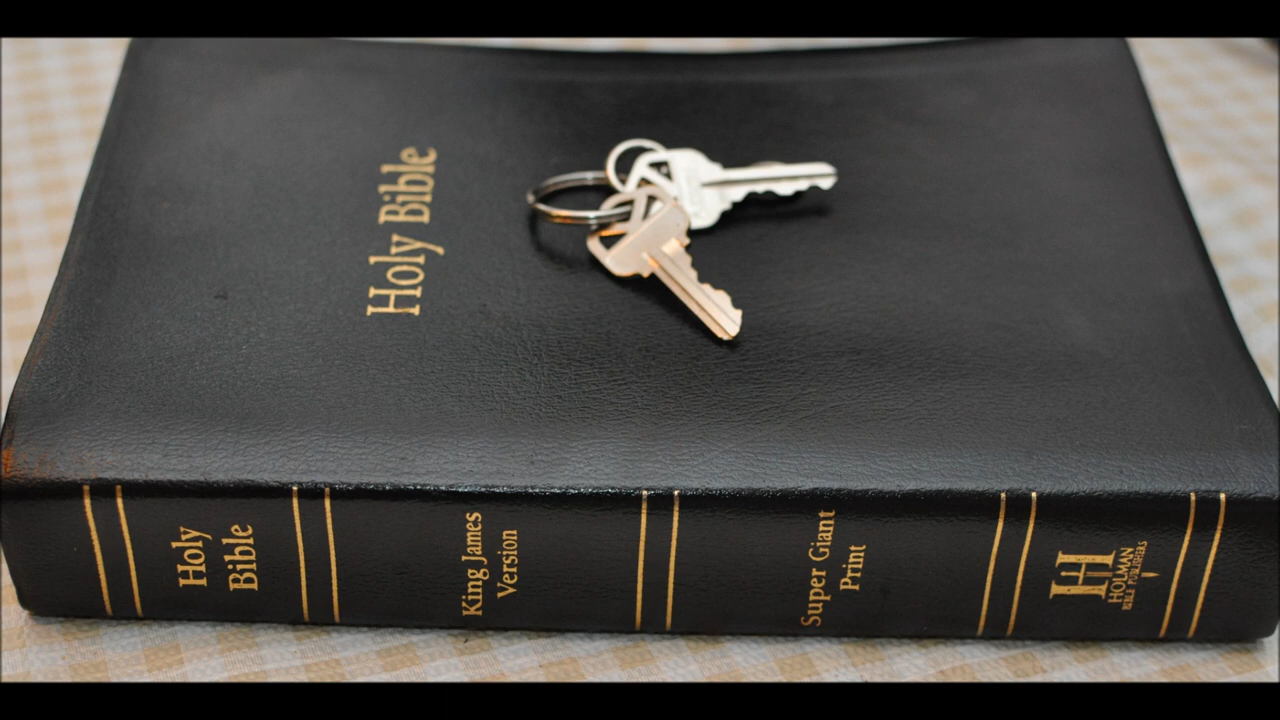 Holy Bible
Holy
Bible
King James
Version
Super Giant
Print
HOLMAN
BIBLE PUBLISHERS